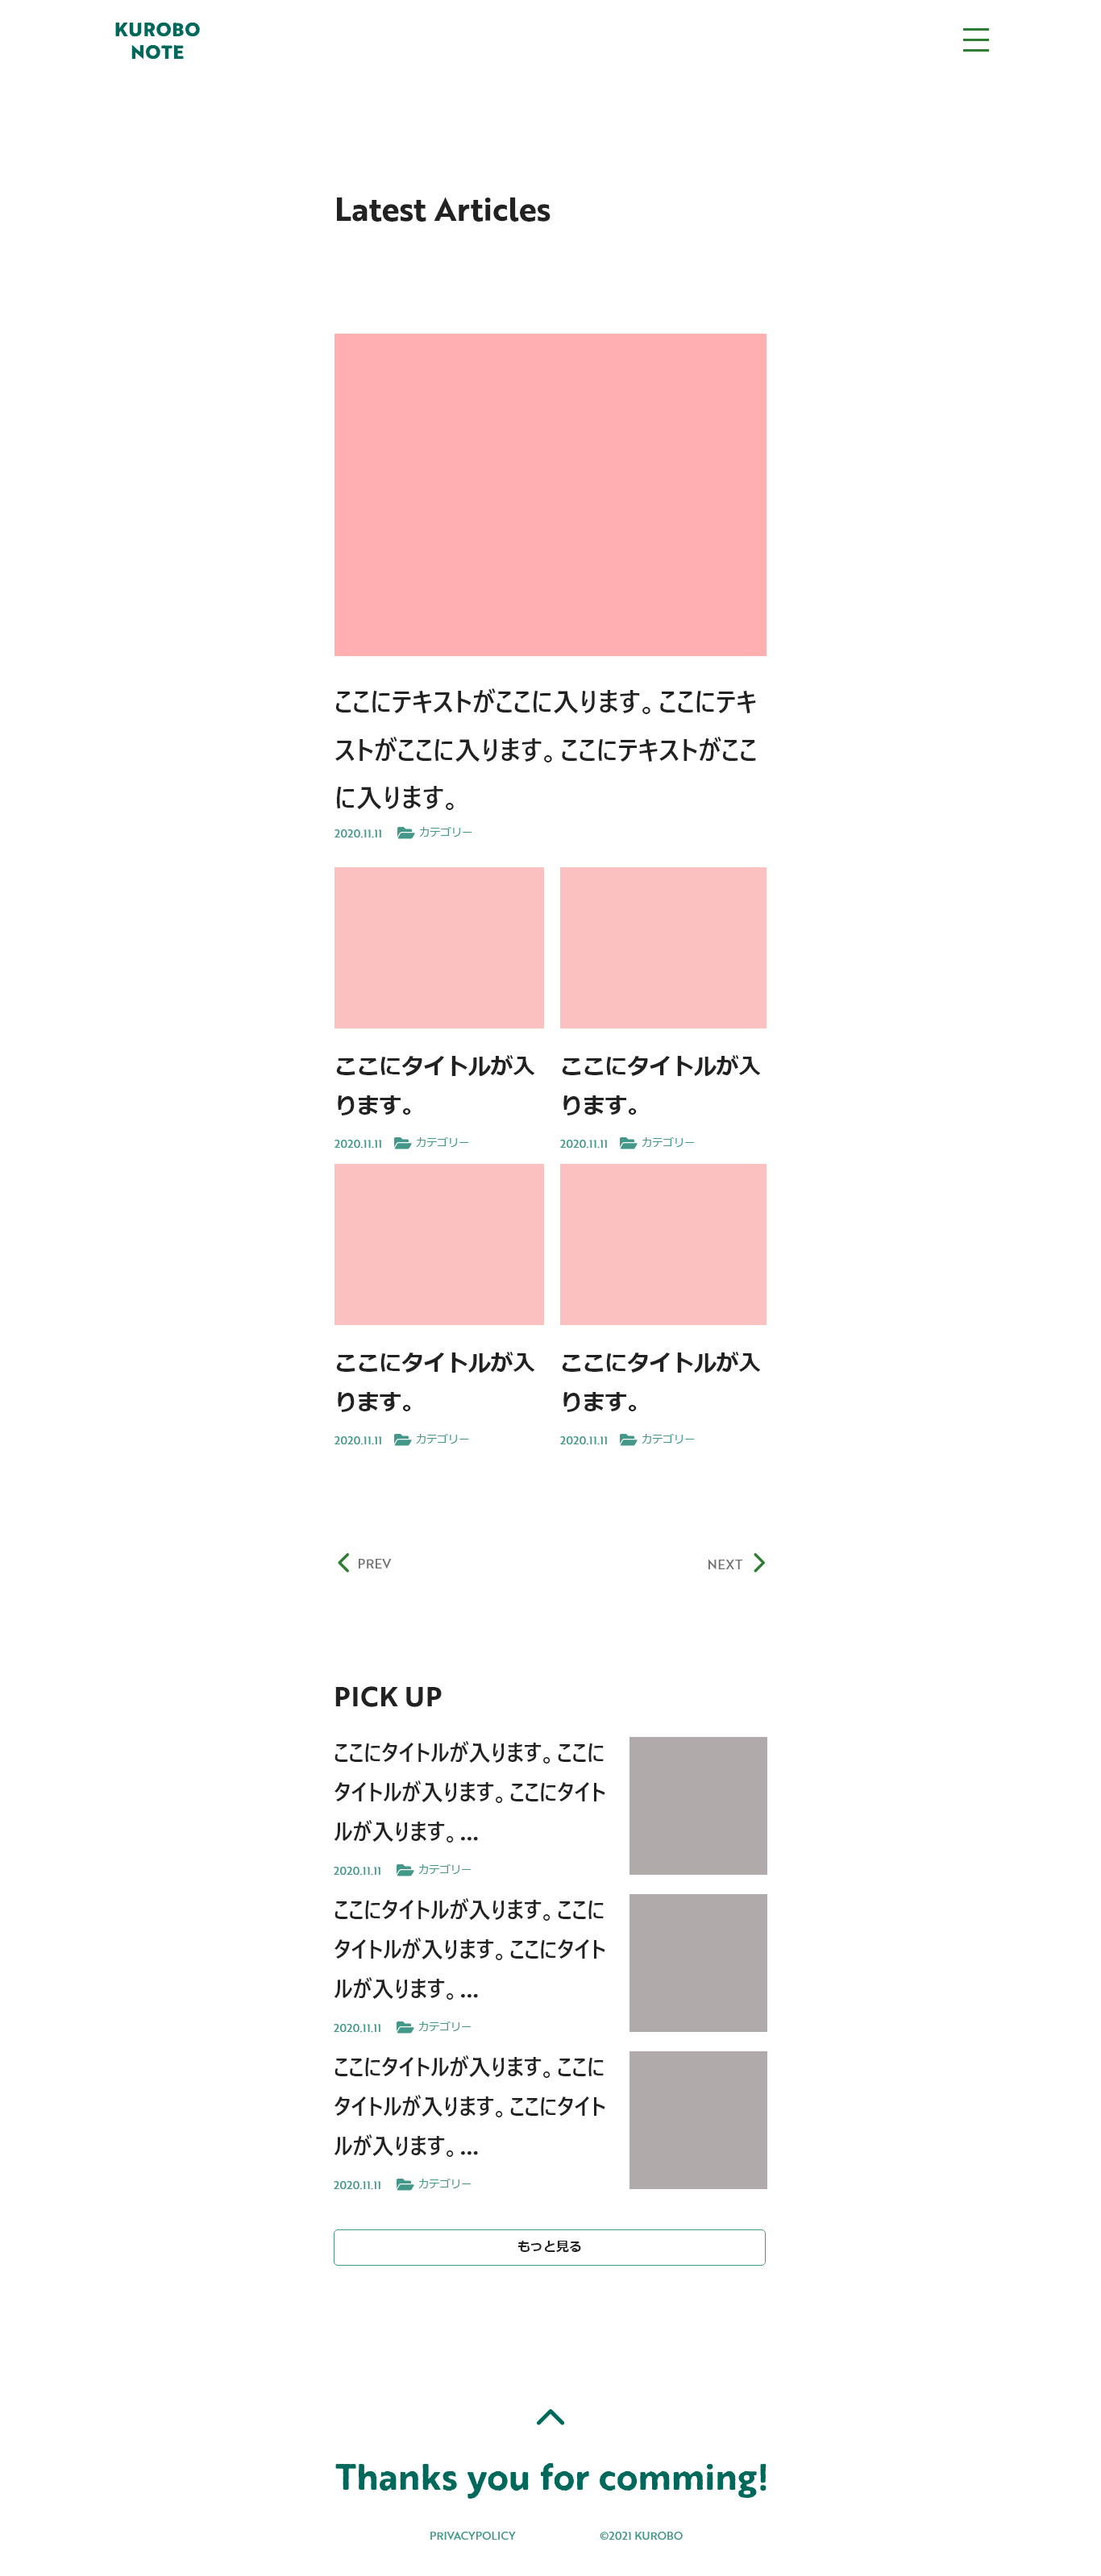 KUROBO
NOTE
Latest Articles
ここにテキストがここに入ります。ここにテキ
ストがここに入ります。ここにテキストがここ
に入ります。
2020.11.11 カテゴリー
ここにタイトルが入
ります。
2020.11.11 カテゴリー
ここにタイトルが入
ります。
2020.11.11 カテゴリー
ここにタイトルが入
ります。
2020.11.11 カテゴリー
ここにタイトルが入
ります。
2020.11.11 カテゴリー
PREV
NEXT
PICK UP
ここにタイトルが入ります。ここに
タイトルが入ります。ここにタイト
ルが入ります。...
2020.11.11 カテゴリー
ここにタイトルが入ります。ここに
タイトルが入ります。ここにタイト
ルが入ります。...
2020.11.11 カテゴリー
ここにタイトルが入ります。ここに
タイトルが入ります。ここにタイト
ルが入ります。...
2020.11.11 カテゴリー
もっと見る
Thanks you for comming!
PRIVACYPOLICY
©2021 KUROBO